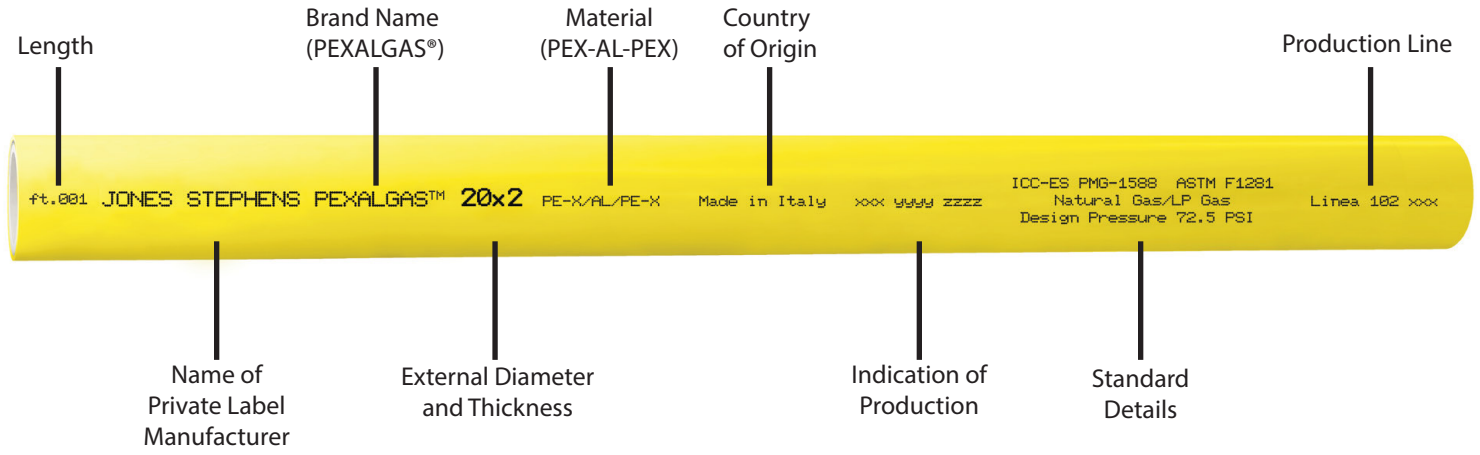 Length
Brand Name
(PEXALGAS®)
Material
(PEX-AL-PEX)
Country
of Origin
Production Line
ft.001 JONES STEPHENS PEXALGAS™ 20x2 PE-X/AL/PE-X Made in Italy xxx yyyy zzzz
ICC-ES PMG-1588 ASTM F1281
Natural Gas/LP Gas
Design Pressure 72.5 PSI
Linea 102 xxx
Name of
Private Label
Manufacturer
External Diameter
and Thickness
Indication of
Production
Standard
Details